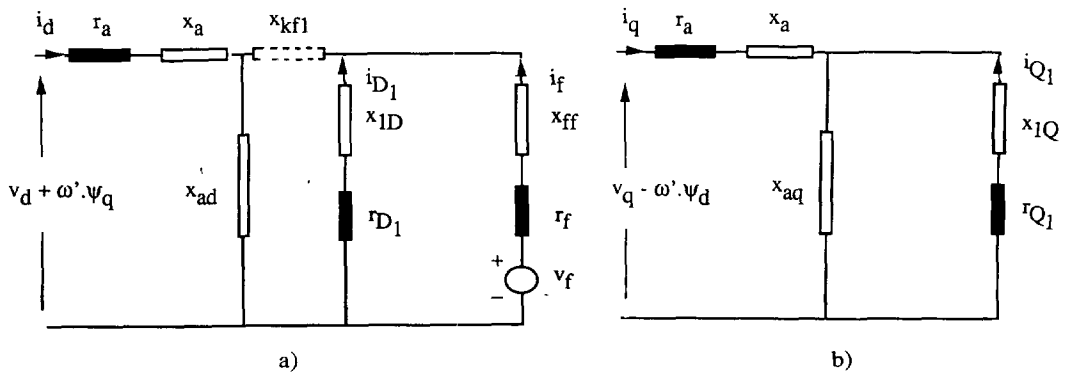 i_d r_a x_a x_kf1
i_D1 i_f
x_1D x_ff
v_d + ω'.ψ_q x_ad
r_D1 r_f
+
− v_f
a)
i_q r_a x_a
i_Q1
x_1Q
v_q - ω'.ψ_d x_aq
r_Q1
b)